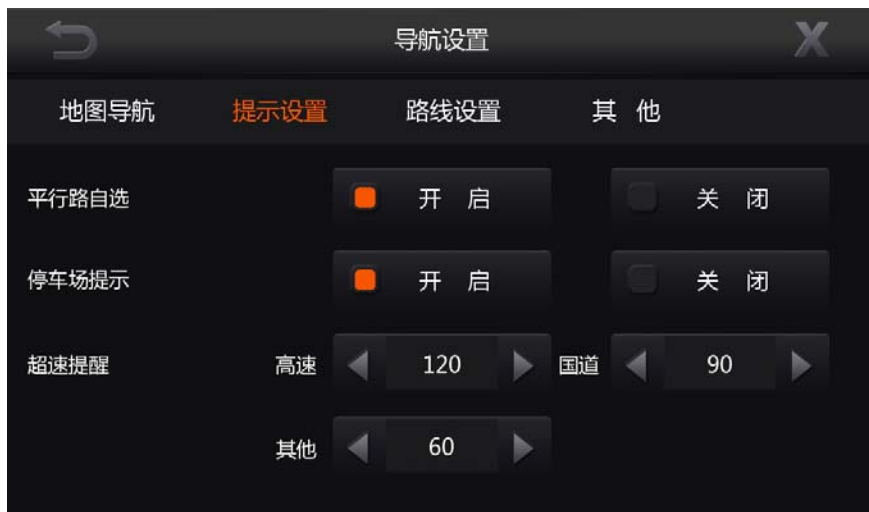 导航设置 X
地图导航 提示设置 路线设置 其 他
平行路自选 开 启 关 闭
停车场提示 开 启 关 闭
超速提醒 高速 120 国道 90
其他 60